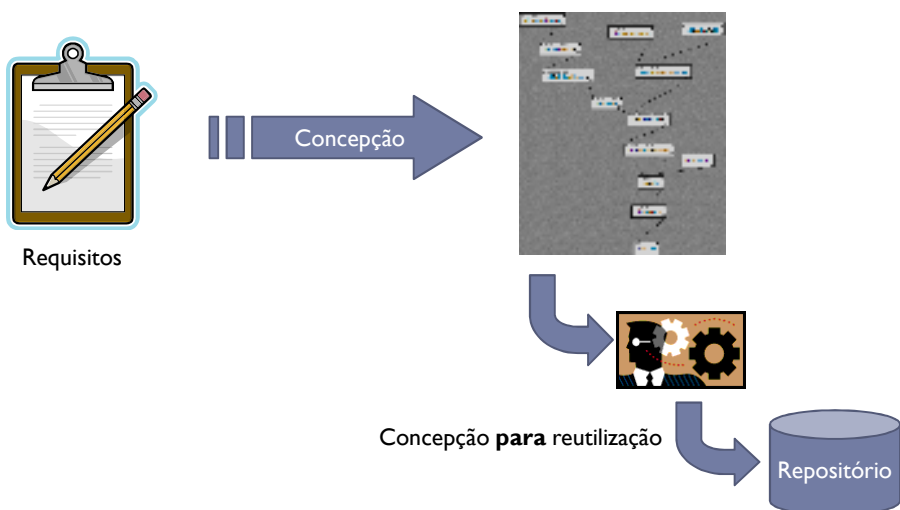 Concepção
Requisitos
Concepção para reutilização
Repositório